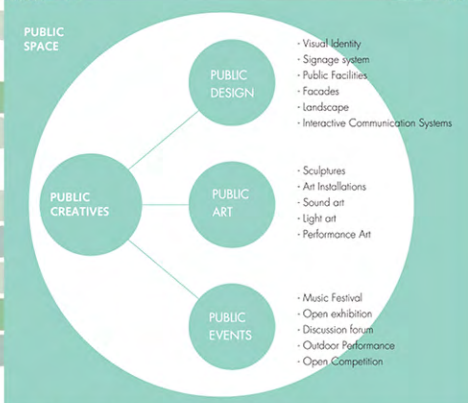 PUBLIC
SPACE
PUBLIC
DESIGN
- Visual Identity
- Signage system
- Public Facilities
- Facades
- Landscape
- Interactive Communication Systems
PUBLIC
CREATIVES
PUBLIC
ART
- Sculptures
- Art Installations
- Sound art
- Light art
- Performance Art
PUBLIC
EVENTS
- Music Festival
- Open exhibition
- Discussion forum
- Outdoor Performance
- Open Competition